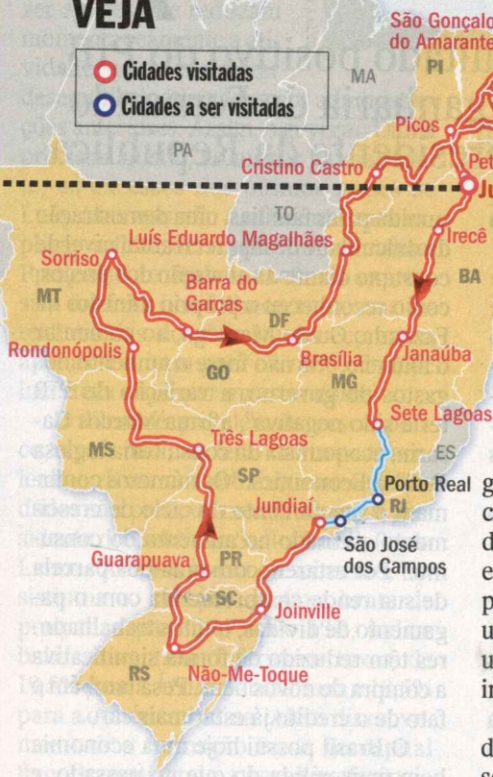 VEJA
Cidades visitadas
Cidades a ser visitadas
São Gonçalo
do Amarante
PI
MA
Picos
PA
Cristino Castro
Pet
Ju
TO
Luís Eduardo Magalhães
Irecê
Sorriso
BA
MT
Barra do
Garças
DF
Rondonópolis
Brasília
Janaúba
GO
MG
Sete Lagoas
MS
Três Lagoas
ES
SP
Porto Real
Jundiaí
RJ
São José
dos Campos
Guarapuava
PR
SC
Joinville
RS
Não-Me-Toque